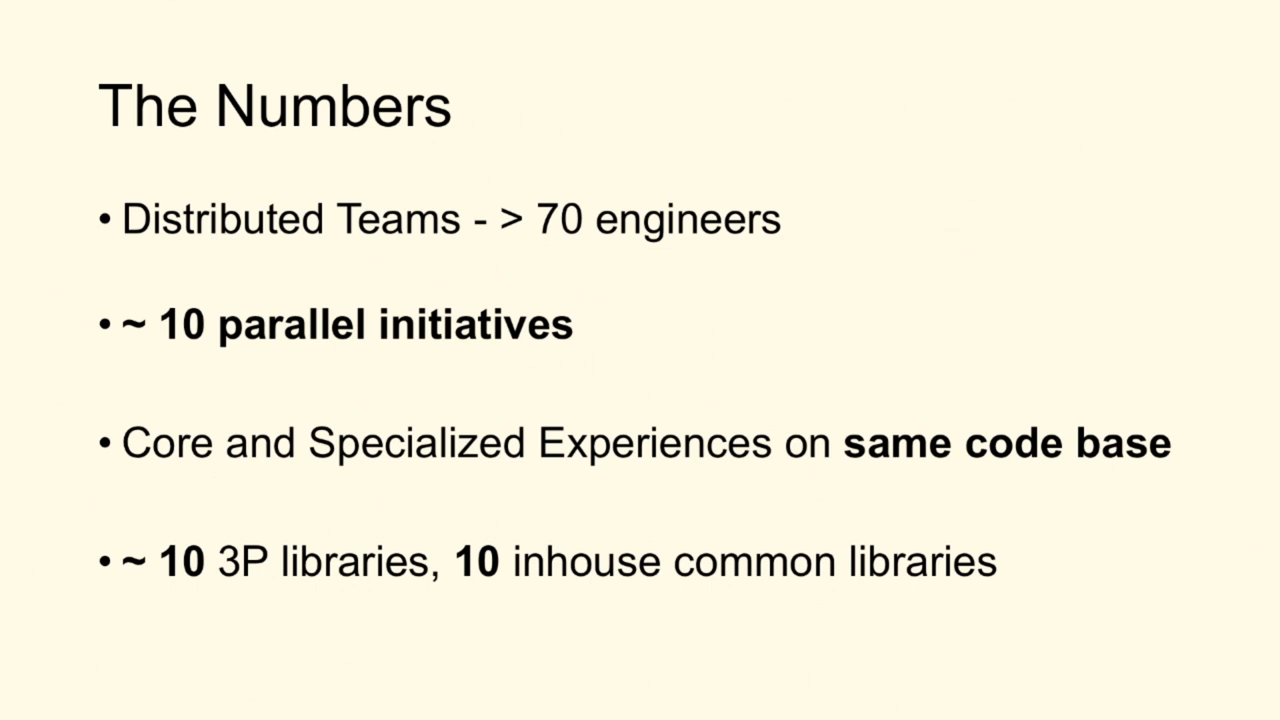 The Numbers
• Distributed Teams - > 70 engineers
• ~ 10 parallel initiatives
• Core and Specialized Experiences on same code base
• ~ 10 3P libraries, 10 inhouse common libraries